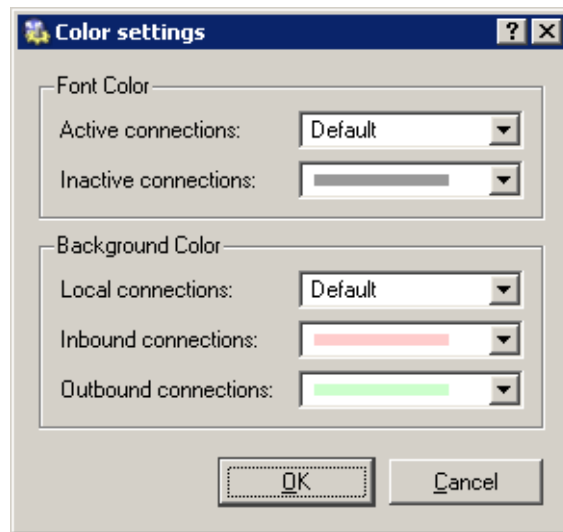 Color settings
Font Color
Active connections: Default
Inactive connections:
Background Color
Local connections: Default
Inbound connections:
Outbound connections:
OK Cancel